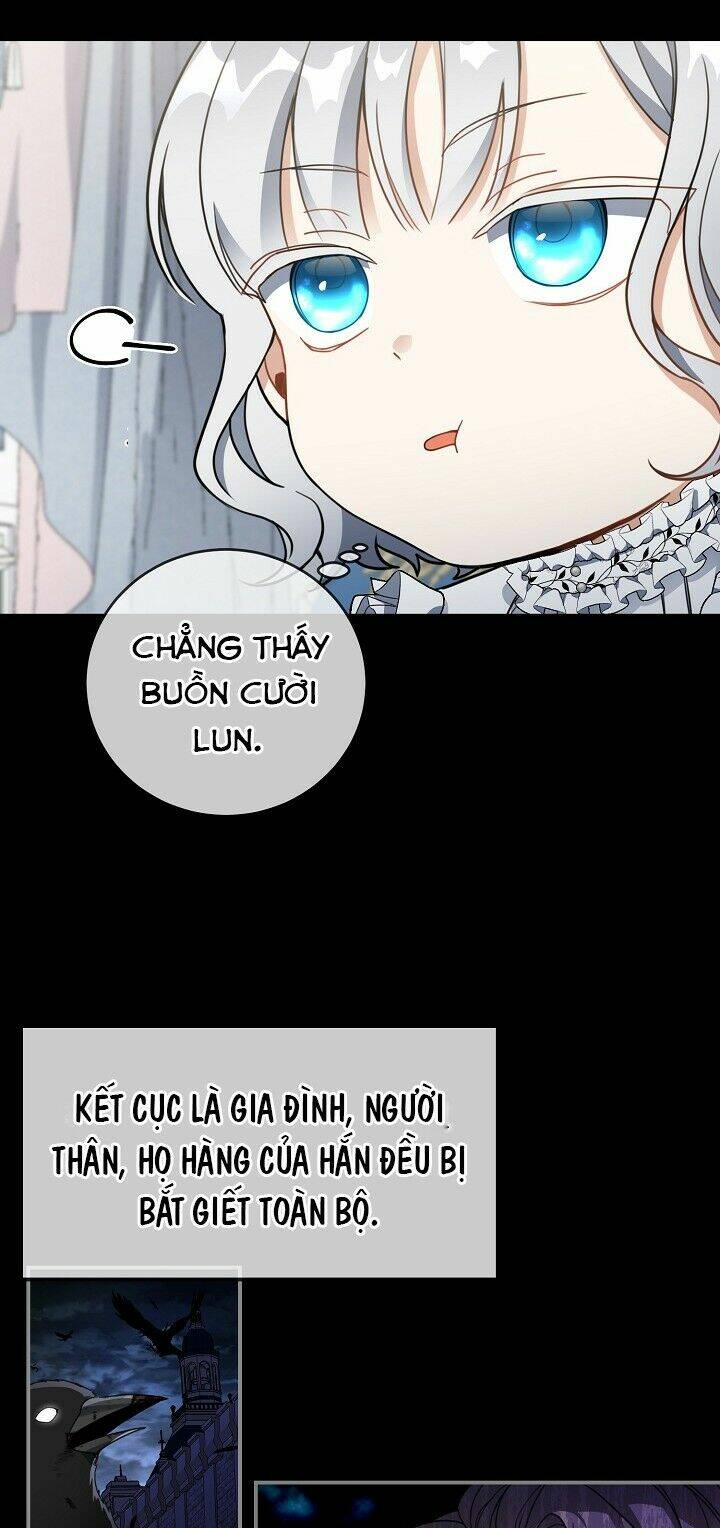 CHẲNG THẤY
BUỒN CƯỜI
LUN.
KẾT CỤC LÀ GIA ĐÌNH, NGƯỜI
THÂN, HỌ HÀNG CỦA HẮN ĐỀU BỊ
BẮT GIẾT TOÀN BỘ.